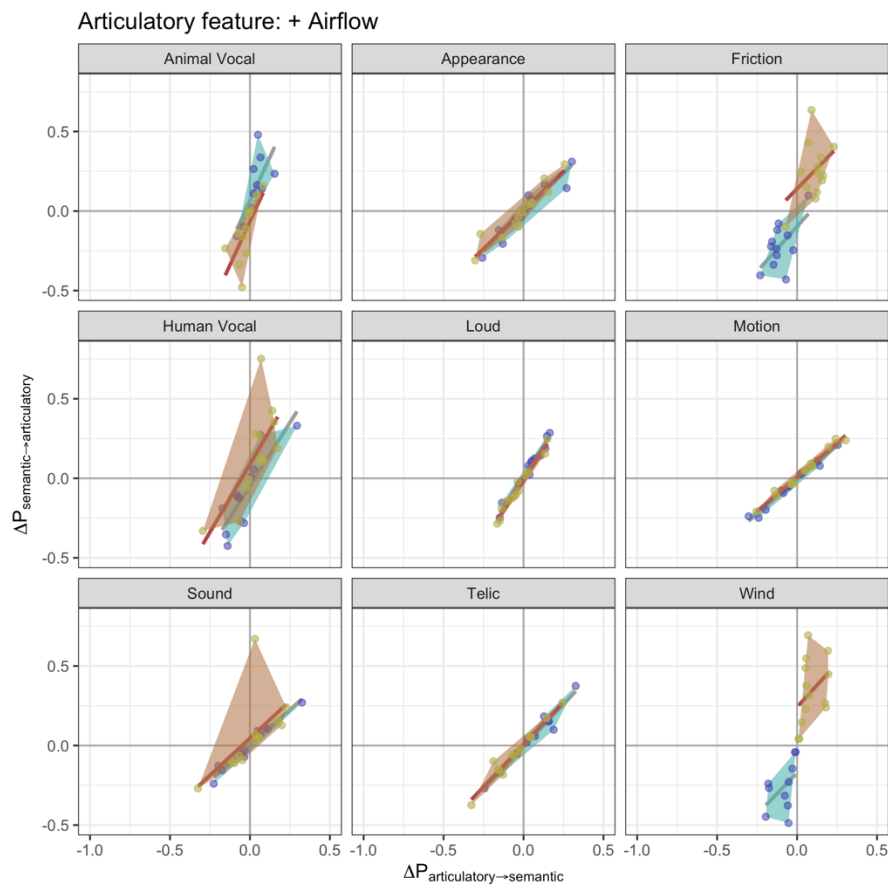 Articulatory feature: + Airflow
Animal Vocal Appearance Friction
0.5
0.0
-0.5
Human Vocal Loud Motion
0.5
0.0
-0.5
Sound Telic Wind
0.5
0.0
-0.5
-1.0 -0.5 0.0 0.5 -1.0 -0.5 0.0 0.5 -1.0 -0.5 0.0 0.5
ΔPsemantic→articulatory
ΔParticulatory→semantic